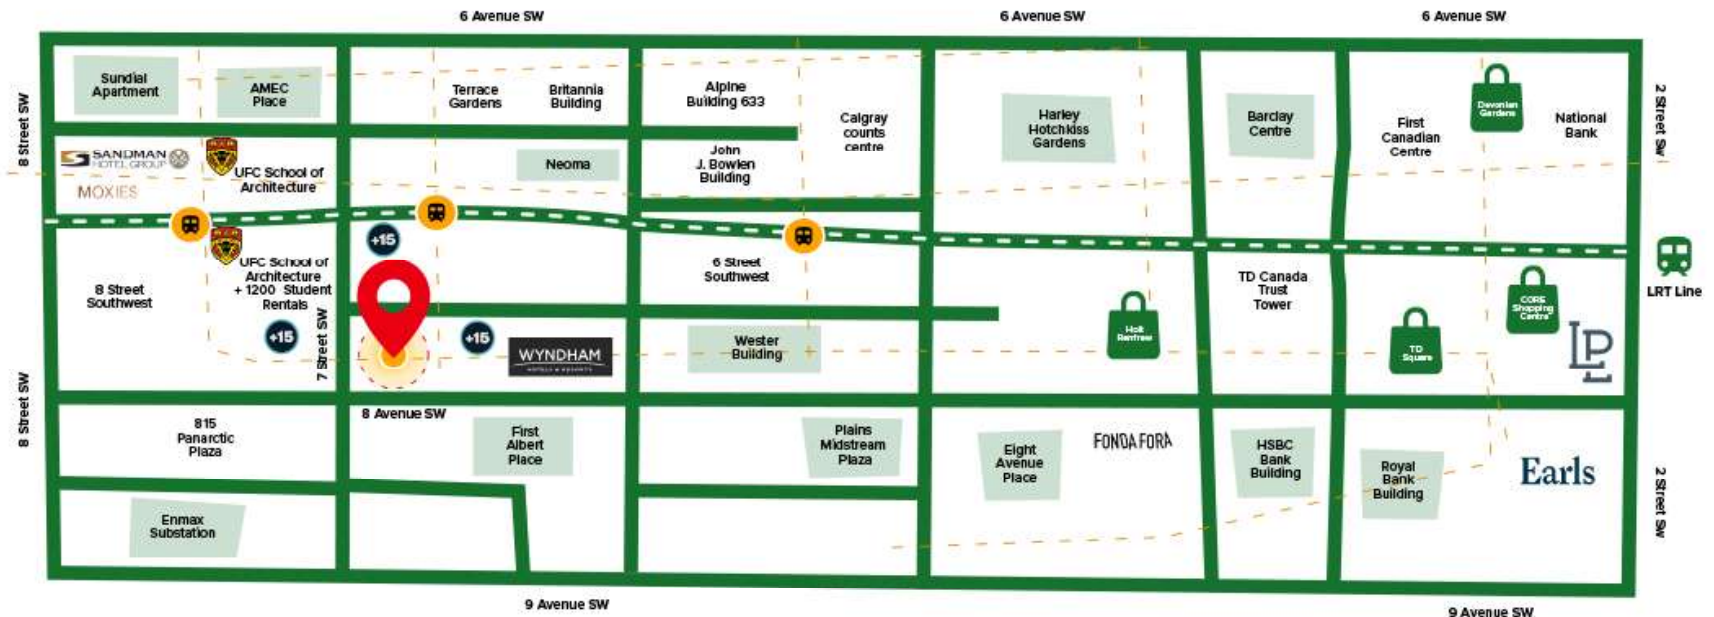 6 Avenue SW
6 Avenue SW
6 Avenue SW
8 Street SW
Sundial
Apartment
AMEC
Place
Terrace
Gardens
Britannia
Building
Alpine
Building 633
Calgray
counts
centre
Harley
Hotchkiss
Gardens
Barclay
Centre
First
Canadian
Centre
Devonian
Gardens
National
Bank
2 Street SW
SANDMAN
HOTEL GROUP
MOXIES
UFC School of
Architecture
Neoma
John
J. Bowlen
Building
+15
8 Street
Southwest
UFC School of
Architecture
+ 1200 Student
Rentals
+15
7 Street SW
+15
WYNDHAM
HOTELS & RESORTS
6 Street
Southwest
Wester
Building
Holt
Renfrew
TD Canada
Trust
Tower
TD
Square
CORE
Shopping
Centre
LP
LRT Line
8 Street SW
8 Avenue SW
815
Panarctic
Plaza
First
Albert
Place
Plains
Midstream
Plaza
Eight
Avenue
Place
FONDA FORA
HSBC
Bank
Building
Royal
Bank
Building
Earls
2 Street SW
Enmax
Substation
9 Avenue SW
9 Avenue SW